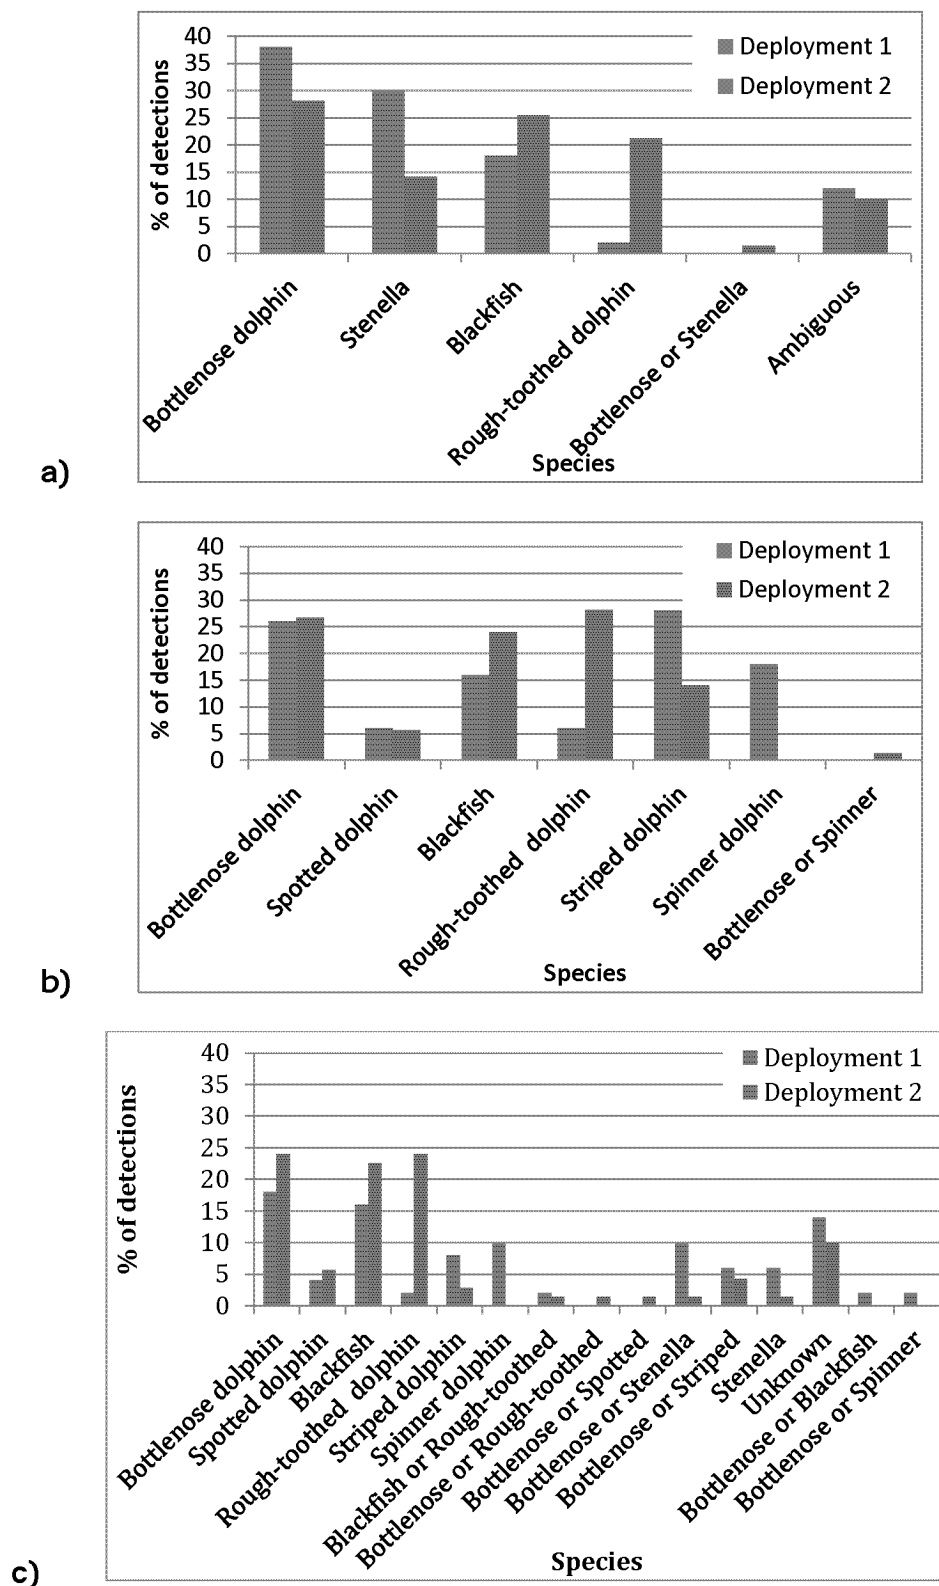 40
35
30
25
20
15
10
5
0
% of detections
Deployment 1
Deployment 2
Bottlenose dolphin
Stenella
Blackfish
Rough-toothed dolphin
Bottlenose or Stenella
Ambiguous
Species
a)
40
35
30
25
20
15
10
5
0
% of detections
Deployment 1
Deployment 2
Bottlenose dolphin
Spotted dolphin
Blackfish
Rough-toothed dolphin
Striped dolphin
Spinner dolphin
Bottlenose or Spinner
Species
b)
40
35
30
25
20
15
10
5
0
% of detections
Deployment 1
Deployment 2
Bottlenose dolphin
Spotted dolphin
Blackfish
Rough-toothed dolphin
Striped dolphin
Spinner dolphin
Blackfish or Rough-toothed
Bottlenose or Rough-toothed
Bottlenose or Spotted
Bottlenose or Stenella
Bottlenose or Striped
Stenella
Unknown
Bottlenose or Blackfish
Bottlenose or Spinner
Species
c)